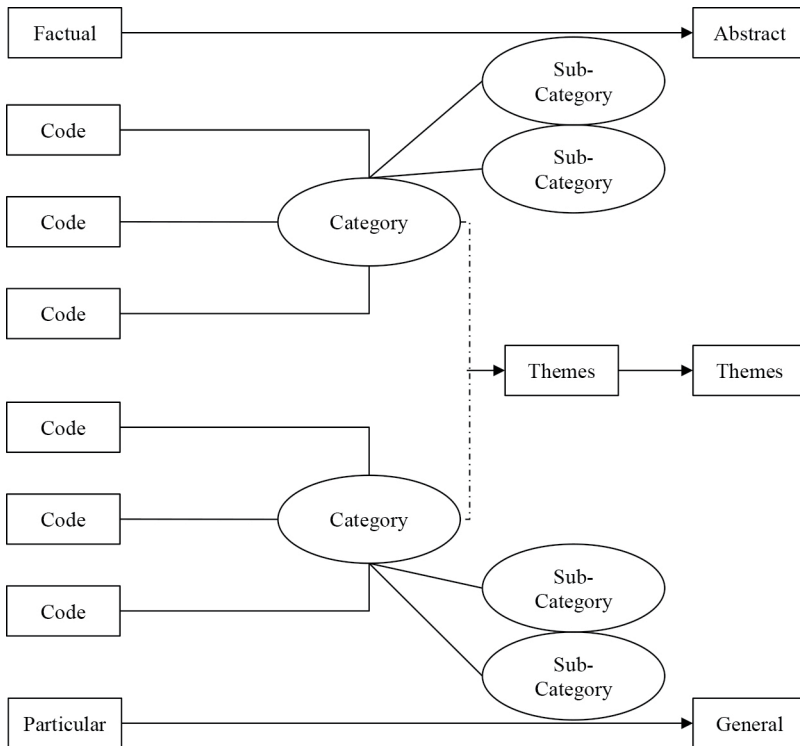 Factual
Abstract
Sub-
Category
Code
Sub-
Category
Code
Category
Code
Themes
Themes
Code
Code
Category
Sub-
Category
Code
Sub-
Category
Particular
General